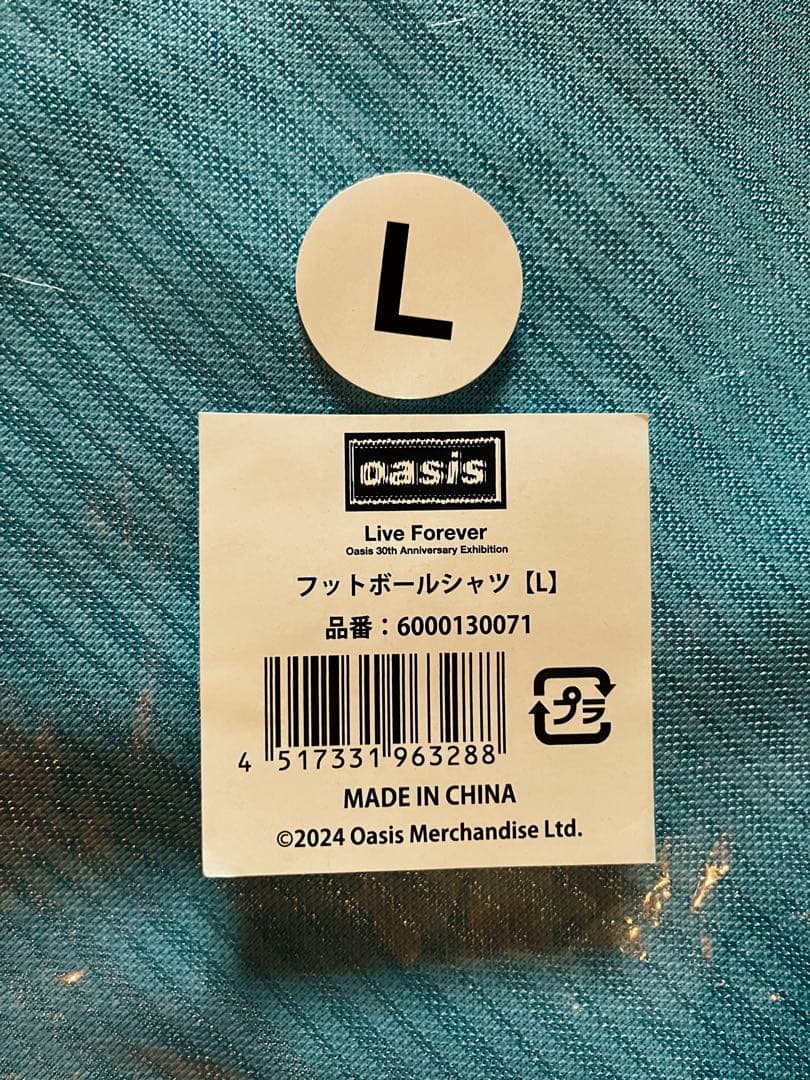 L
oasis
Live Forever
Oasis 30th Anniversary Exhibition
フットボールシャツ【L】
品番：6000130071
プラ
4 517331 963288
MADE IN CHINA
©2024 Oasis Merchandise Ltd.